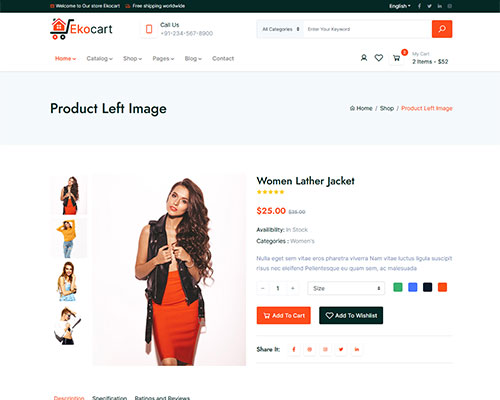 Welcome to Our store Ekocart Free shipping worldwide English
Ekocart
Call Us
+91-234-567-8900
All Categories Enter Your Keyword
Home Catalog Shop Pages Blog Contact
3
My Cart
2 Items - $52
Product Left Image
Home / Shop / Product Left Image
Women Lather Jacket
$25.00 $35.00
Availibility: In Stock
Categories : Women's
Nulla eget sem vitae eros pharetra viverra Nam vitae luctus ligula suscipit
risus nec eleifend Pellentesque eu quam sem, ac malesuada
− 1 + Size
Add To Cart Add To Wishlist
Share It:
Description Specification Ratings and Reviews